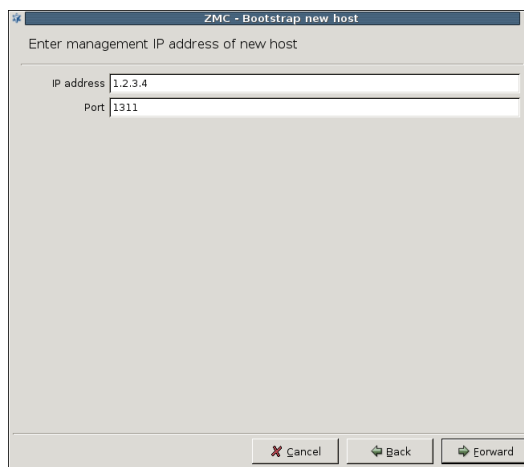 ZMC - Bootstrap new host
Enter management IP address of new host
IP address 1.2.3.4
Port 1311
Cancel Back Forward